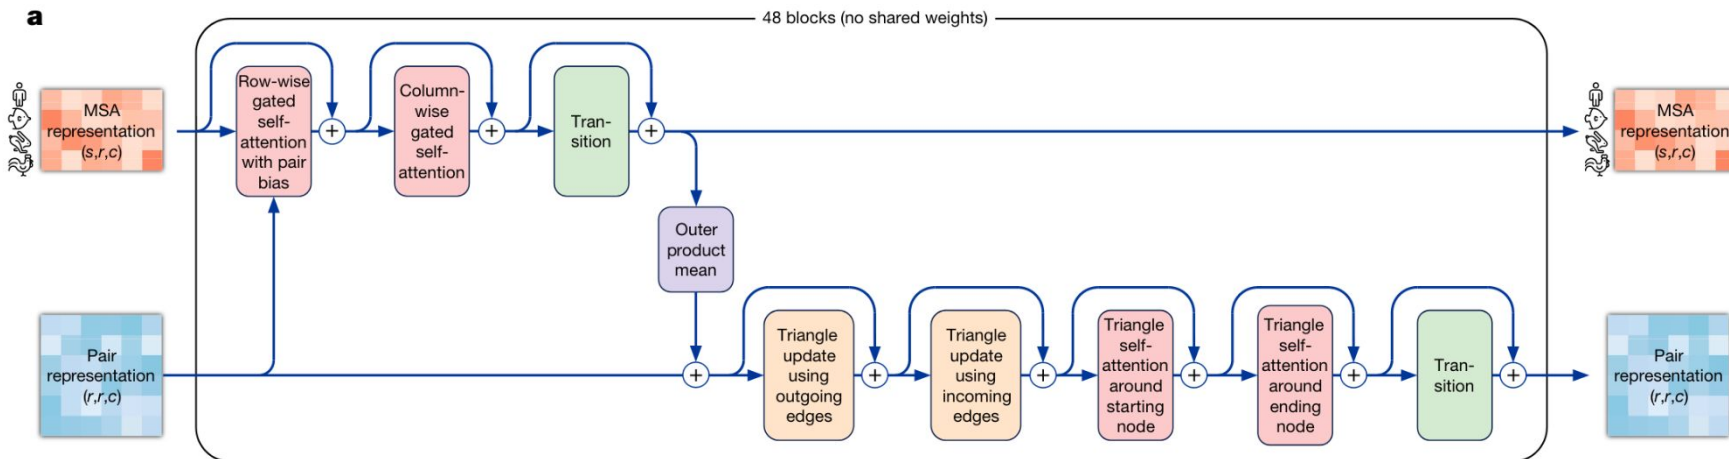 a
48 blocks (no shared weights)
MSA
representation
(s,r,c)
Row-wise
gated
self-
attention
with pair
bias
Column-
wise
gated
self-
attention
Tran-
sition
MSA
representation
(s,r,c)
+
+
+
Outer
product
mean
Pair
representation
(r,r,c)
+
Triangle
update
using
outgoing
edges
+
Triangle
update
using
incoming
edges
+
Triangle
self-
attention
around
starting
node
+
Triangle
self-
attention
around
ending
node
+
Tran-
sition
+
Pair
representation
(r,r,c)